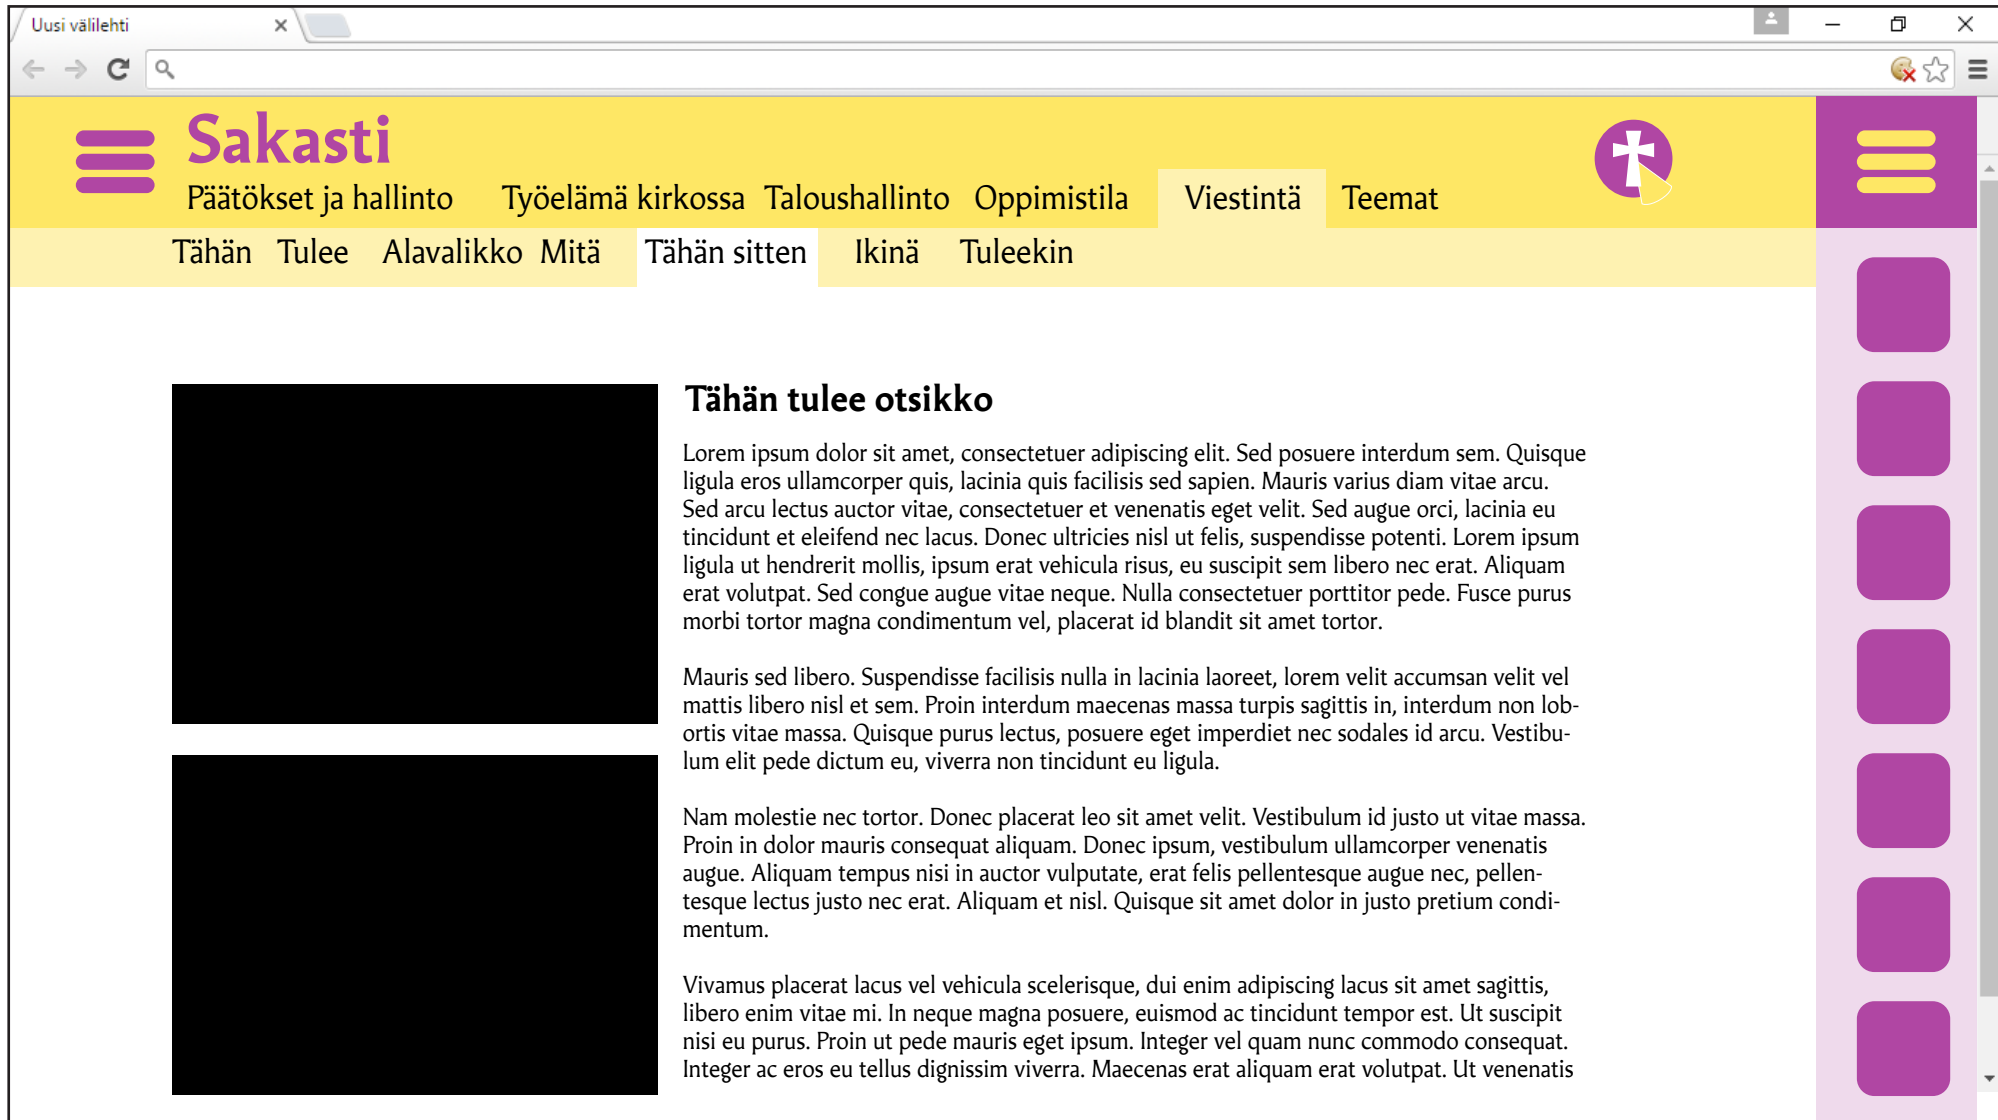 Uusi välilehti
Sakasti
Päätökset ja hallinto Työelämä kirkossa Taloushallinto Oppimistila Viestintä Teemat
Tähän Tulee Alavalikko Mitä Tähän sitten Ikinä Tuleekin
Tähän tulee otsikko
Lorem ipsum dolor sit amet, consectetuer adipiscing elit. Sed posuere interdum sem. Quisque
ligula eros ullamcorper quis, lacinia quis facilisis sed sapien. Mauris varius diam vitae arcu.
Sed arcu lectus auctor vitae, consectetuer et venenatis eget velit. Sed augue orci, lacinia eu
tincidunt et eleifend nec lacus. Donec ultricies nisl ut felis, suspendisse potenti. Lorem ipsum
ligula ut hendrerit mollis, ipsum erat vehicula risus, eu suscipit sem libero nec erat. Aliquam
erat volutpat. Sed congue augue vitae neque. Nulla consectetuer porttitor pede. Fusce purus
morbi tortor magna condimentum vel, placerat id blandit sit amet tortor.
Mauris sed libero. Suspendisse facilisis nulla in lacinia laoreet, lorem velit accumsan velit vel
mattis libero nisl et sem. Proin interdum maecenas massa turpis sagittis in, interdum non lob-
ortis vitae massa. Quisque purus lectus, posuere eget imperdiet nec sodales id arcu. Vestibu-
lum elit pede dictum eu, viverra non tincidunt eu ligula.
Nam molestie nec tortor. Donec placerat leo sit amet velit. Vestibulum id justo ut vitae massa.
Proin in dolor mauris consequat aliquam. Donec ipsum, vestibulum ullamcorper venenatis
augue. Aliquam tempus nisi in auctor vulputate, erat felis pellentesque augue nec, pellen-
tesque lectus justo nec erat. Aliquam et nisl. Quisque sit amet dolor in justo pretium condi-
mentum.
Vivamus placerat lacus vel vehicula scelerisque, dui enim adipiscing lacus sit amet sagittis,
libero enim vitae mi. In neque magna posuere, euismod ac tincidunt tempor est. Ut suscipit
nisi eu purus. Proin ut pede mauris eget ipsum. Integer vel quam nunc commodo consequat.
Integer ac eros eu tellus dignissim viverra. Maecenas erat aliquam erat volutpat. Ut venenatis